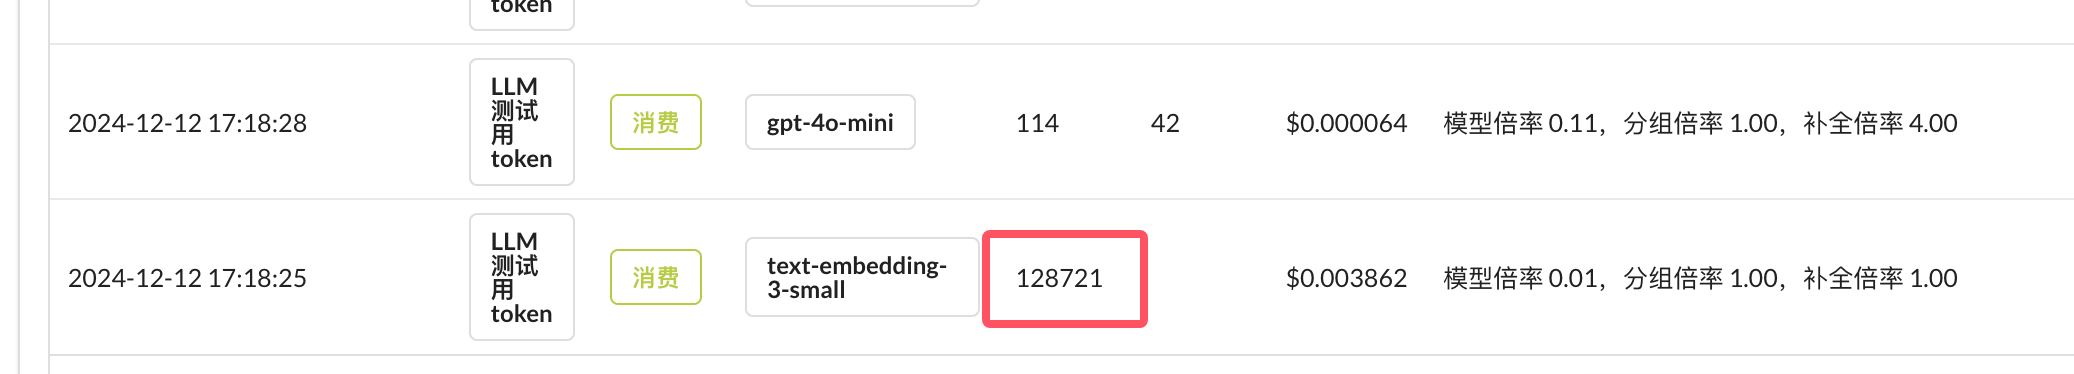 token
2024-12-12 17:18:28
LLM
测试
用
token
消费
gpt-4o-mini
114
42
$0.000064
模型倍率 0.11，分组倍率 1.00，补全倍率 4.00
2024-12-12 17:18:25
LLM
测试
用
token
消费
text-embedding-
3-small
128721
$0.003862
模型倍率 0.01，分组倍率 1.00，补全倍率 1.00